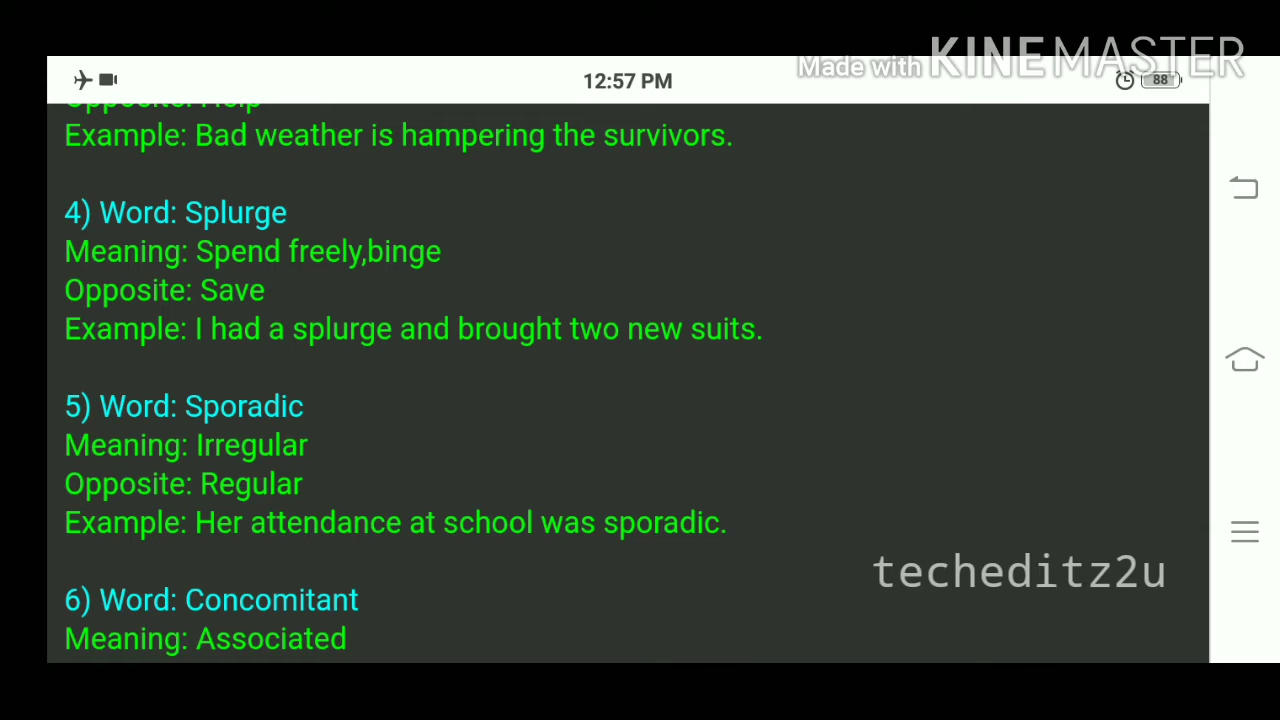 Made with KINEMASTER
12:57 PM
88
Opposite: Help
Example: Bad weather is hampering the survivors.
4) Word: Splurge
Meaning: Spend freely,binge
Opposite: Save
Example: I had a splurge and brought two new suits.
5) Word: Sporadic
Meaning: Irregular
Opposite: Regular
Example: Her attendance at school was sporadic.
techeditz2u
6) Word: Concomitant
Meaning: Associated